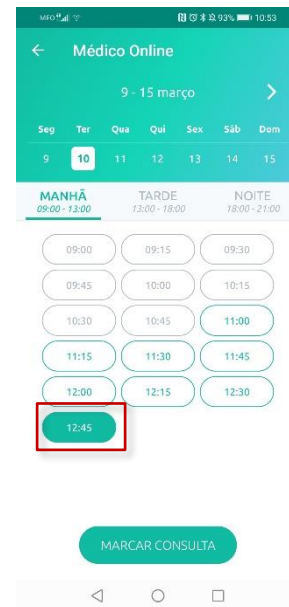 MEO 93% 10:53
← Médico Online
9 - 15 março >
Seg Ter Qua Qui Sex Sáb Dom
9 10 11 12 13 14 15
MANHÃ TARDE NOITE
09:00 - 13:00 13:00 - 18:00 18:00 - 21:00
09:00 09:15 09:30
09:45 10:00 10:15
10:30 10:45 11:00
11:15 11:30 11:45
12:00 12:15 12:30
12:45
MARCAR CONSULTA